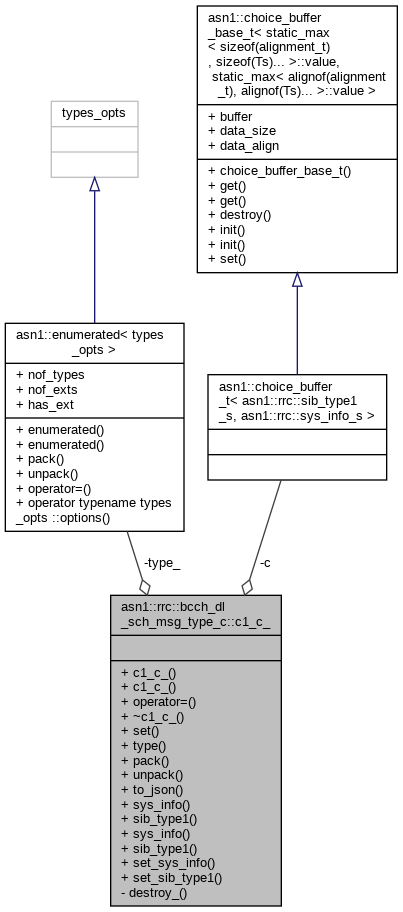 asn1::choice_buffer
_base_t< static_max
< sizeof(alignment_t)
, sizeof(Ts)... >::value,
static_max< alignof(alignment
_t), alignof(Ts)... >::value >
+ buffer
+ data_size
+ data_align
+ choice_buffer_base_t()
+ get()
+ get()
+ destroy()
+ init()
+ init()
+ set()
types_opts
asn1::enumerated< types
_opts >
+ nof_types
+ nof_exts
+ has_ext
+ enumerated()
+ enumerated()
+ pack()
+ unpack()
+ operator=()
+ operator typename types
_opts ::options()
asn1::choice_buffer
_t< asn1::rrc::sib_type1
_s, asn1::rrc::sys_info_s >
-type_
-c
asn1::rrc::bcch_dl
_sch_msg_type_c::c1_c_
+ c1_c_()
+ c1_c_()
+ operator=()
+ ~c1_c_()
+ set()
+ type()
+ pack()
+ unpack()
+ to_json()
+ sys_info()
+ sib_type1()
+ sys_info()
+ sib_type1()
+ set_sys_info()
+ set_sib_type1()
- destroy_()